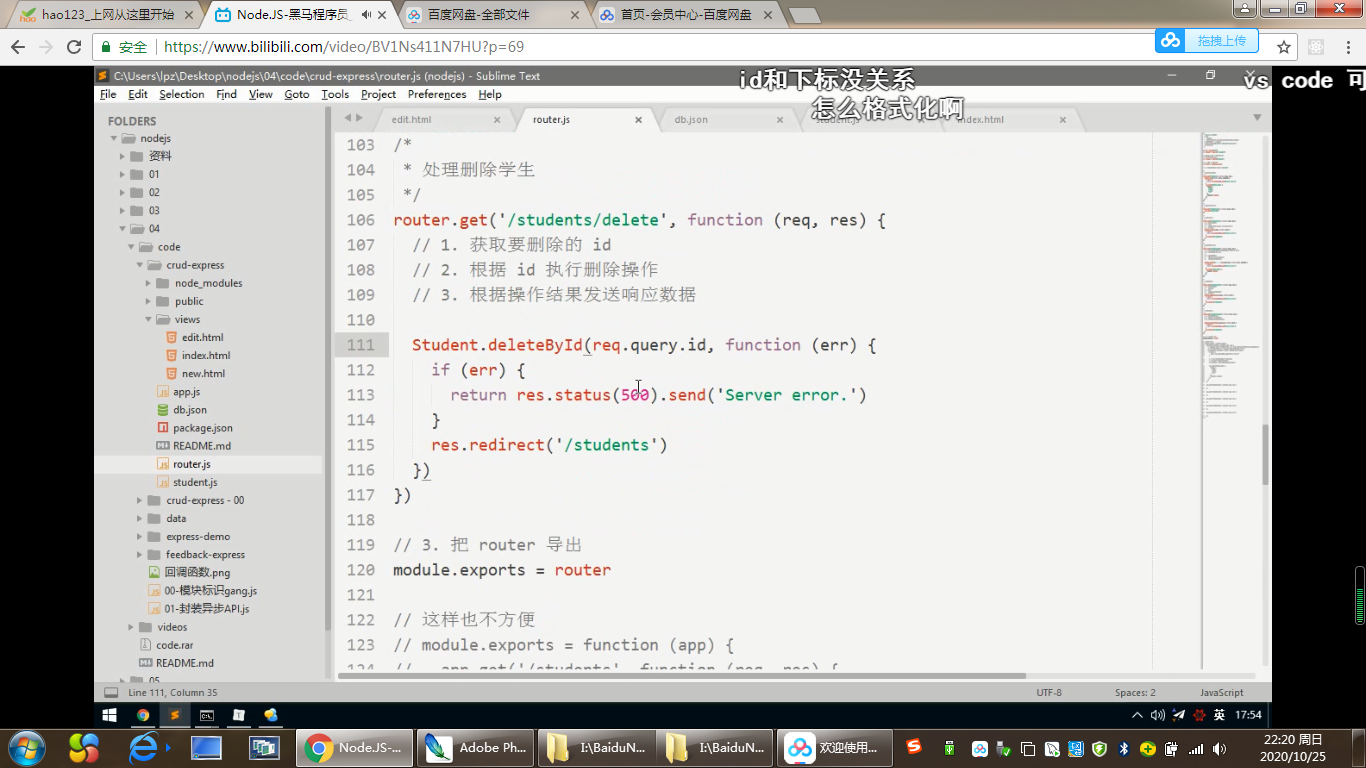 hao123_上网从这里开始
Node.JS-黑马程序员_
百度网盘-全部文件
首页-会员中心-百度网盘
安全
https://www.bilibili.com/video/BV1Ns411N7HU?p=69
拖拽上传
C:\Users\lpz\Desktop\nodejs\04\code\crud-express\router.js (nodejs) - Sublime Text
id和下标没关系
vs code 可
File Edit Selection Find View Goto Tools Project Preferences Help
怎么格式化啊
FOLDERS
edit.html
router.js
db.json
student.js
index.html
nodejs
资料
01
02
03
04
code
crud-express
node_modules
public
views
edit.html
index.html
new.html
app.js
db.json
package.json
README.md
router.js
student.js
crud-express - 00
data
express-demo
feedback-express
回调函数.png
00-模块标识gang.js
01-封装异步API.js
videos
code.rar
README.md
05
103 /*
104  * 处理删除学生
105  */
106 router.get('/students/delete', function (req, res) {
107   // 1. 获取要删除的 id
108   // 2. 根据 id 执行删除操作
109   // 3. 根据操作结果发送响应数据
110
111   Student.deleteById(req.query.id, function (err) {
112     if (err) {
113       return res.status(500).send('Server error.')
114     }
115     res.redirect('/students')
116   })
117 })
118
119 // 3. 把 router 导出
120 module.exports = router
121
122 // 这样也不方便
123 // module.exports = function (app) {
124 //   app.get('/students', function (req, res) {
Line 111, Column 35
UTF-8
Spaces: 2
JavaScript
英
17:54
Node.JS-...
Adobe Ph...
I:\BaiduN...
I:\BaiduN...
欢迎使用...
22:20 周日
2020/10/25